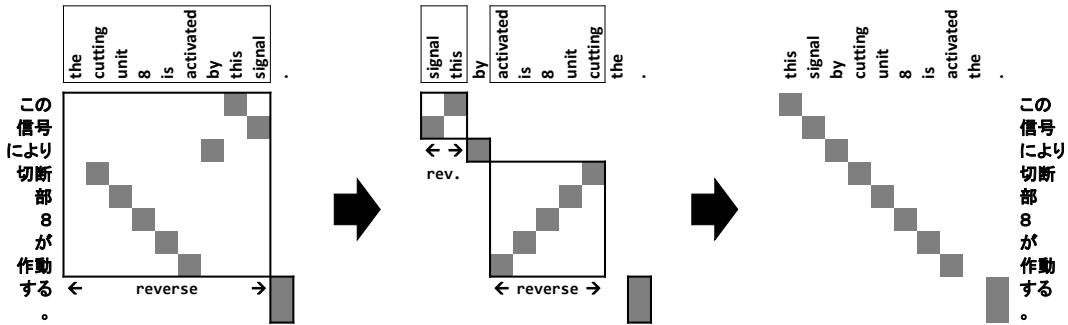 the cutting unit 8 is activated by this signal .
この
信号
により
切断
部
8
が
作動
する
。
← reverse →
signal this by activated is 8 unit cutting the .
← →
rev.
← reverse →
this signal by cutting unit 8 is activated the .
この
信号
により
切断
部
8
が
作動
する
。